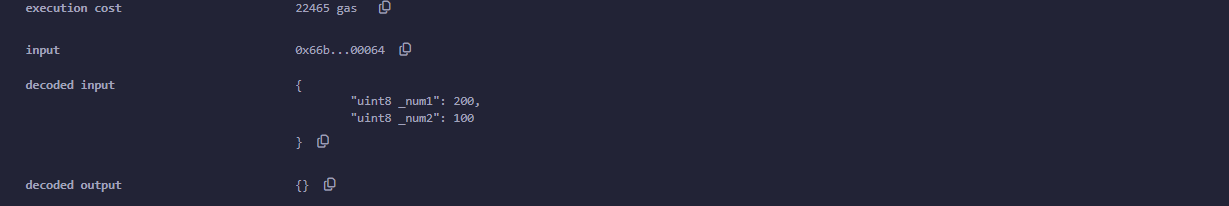 execution cost 22465 gas
input 0x66b...00064
decoded input {
"uint8 _num1": 200,
"uint8 _num2": 100
}
decoded output {}